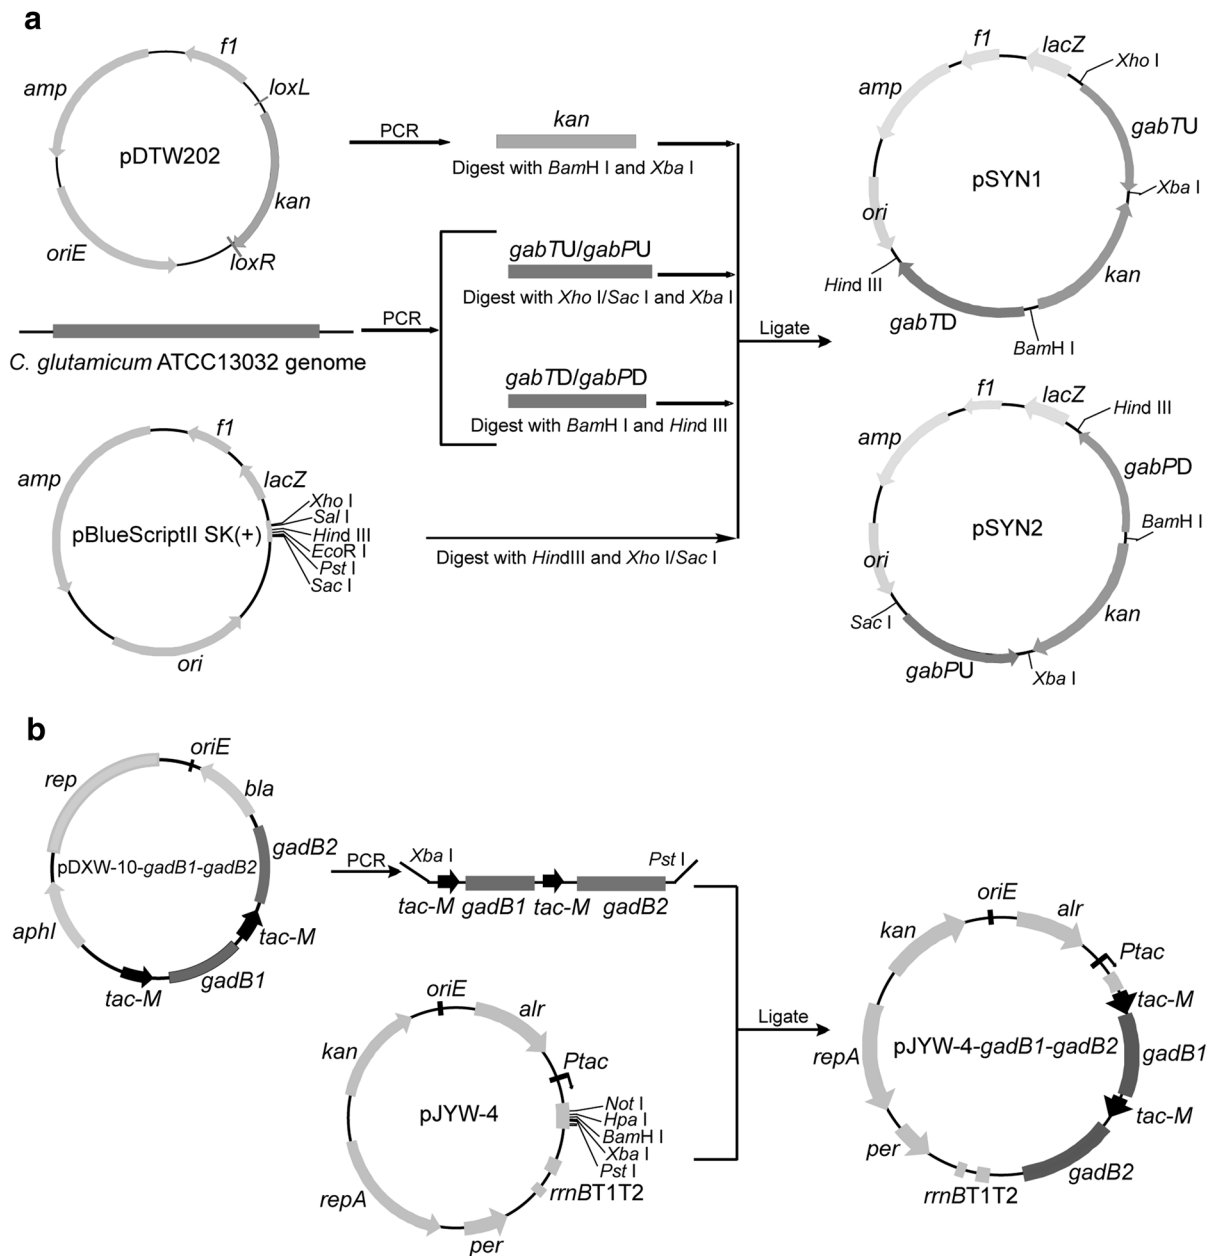 a
f1
amp
loxL
pDTW202
kan
oriE
loxR
PCR
kan
Digest with BamH I and Xba I
gabTU/gabPU
Digest with Xho I/Sac I and Xba I
PCR
C. glutamicum ATCC13032 genome
gabTD/gabPD
Digest with BamH I and Hind III
f1
amp
lacZ
Xho I
Sal I
pBlueScriptII SK(+)
Hind III
EcoR I
Pst I
Sac I
ori
Digest with HindIII and Xho I/Sac I
Ligate
f1
lacZ
Xho I
amp
gabTU
pSYN1
Xba I
ori
Hind III
kan
gabTD
BamH I
f1
lacZ
Hind III
amp
gabPD
pSYN2
BamH I
ori
Sac I
kan
gabPU
Xba I
b
oriE
rep
bla
gadB2
pDXW-10-gadB1-gadB2
aphI
tac-M
gadB1
tac-M
PCR
Xba I
Pst I
tac-M gadB1 tac-M gadB2
oriE
alr
kan
Ptac
pJYW-4
Not I
Hpa I
BamH I
Xba I
Pst I
repA
rrnBT1T2
per
Ligate
oriE
alr
kan
Ptac
tac-M
repA
pJYW-4-gadB1-gadB2
gadB1
tac-M
per
gadB2
rrnBT1T2